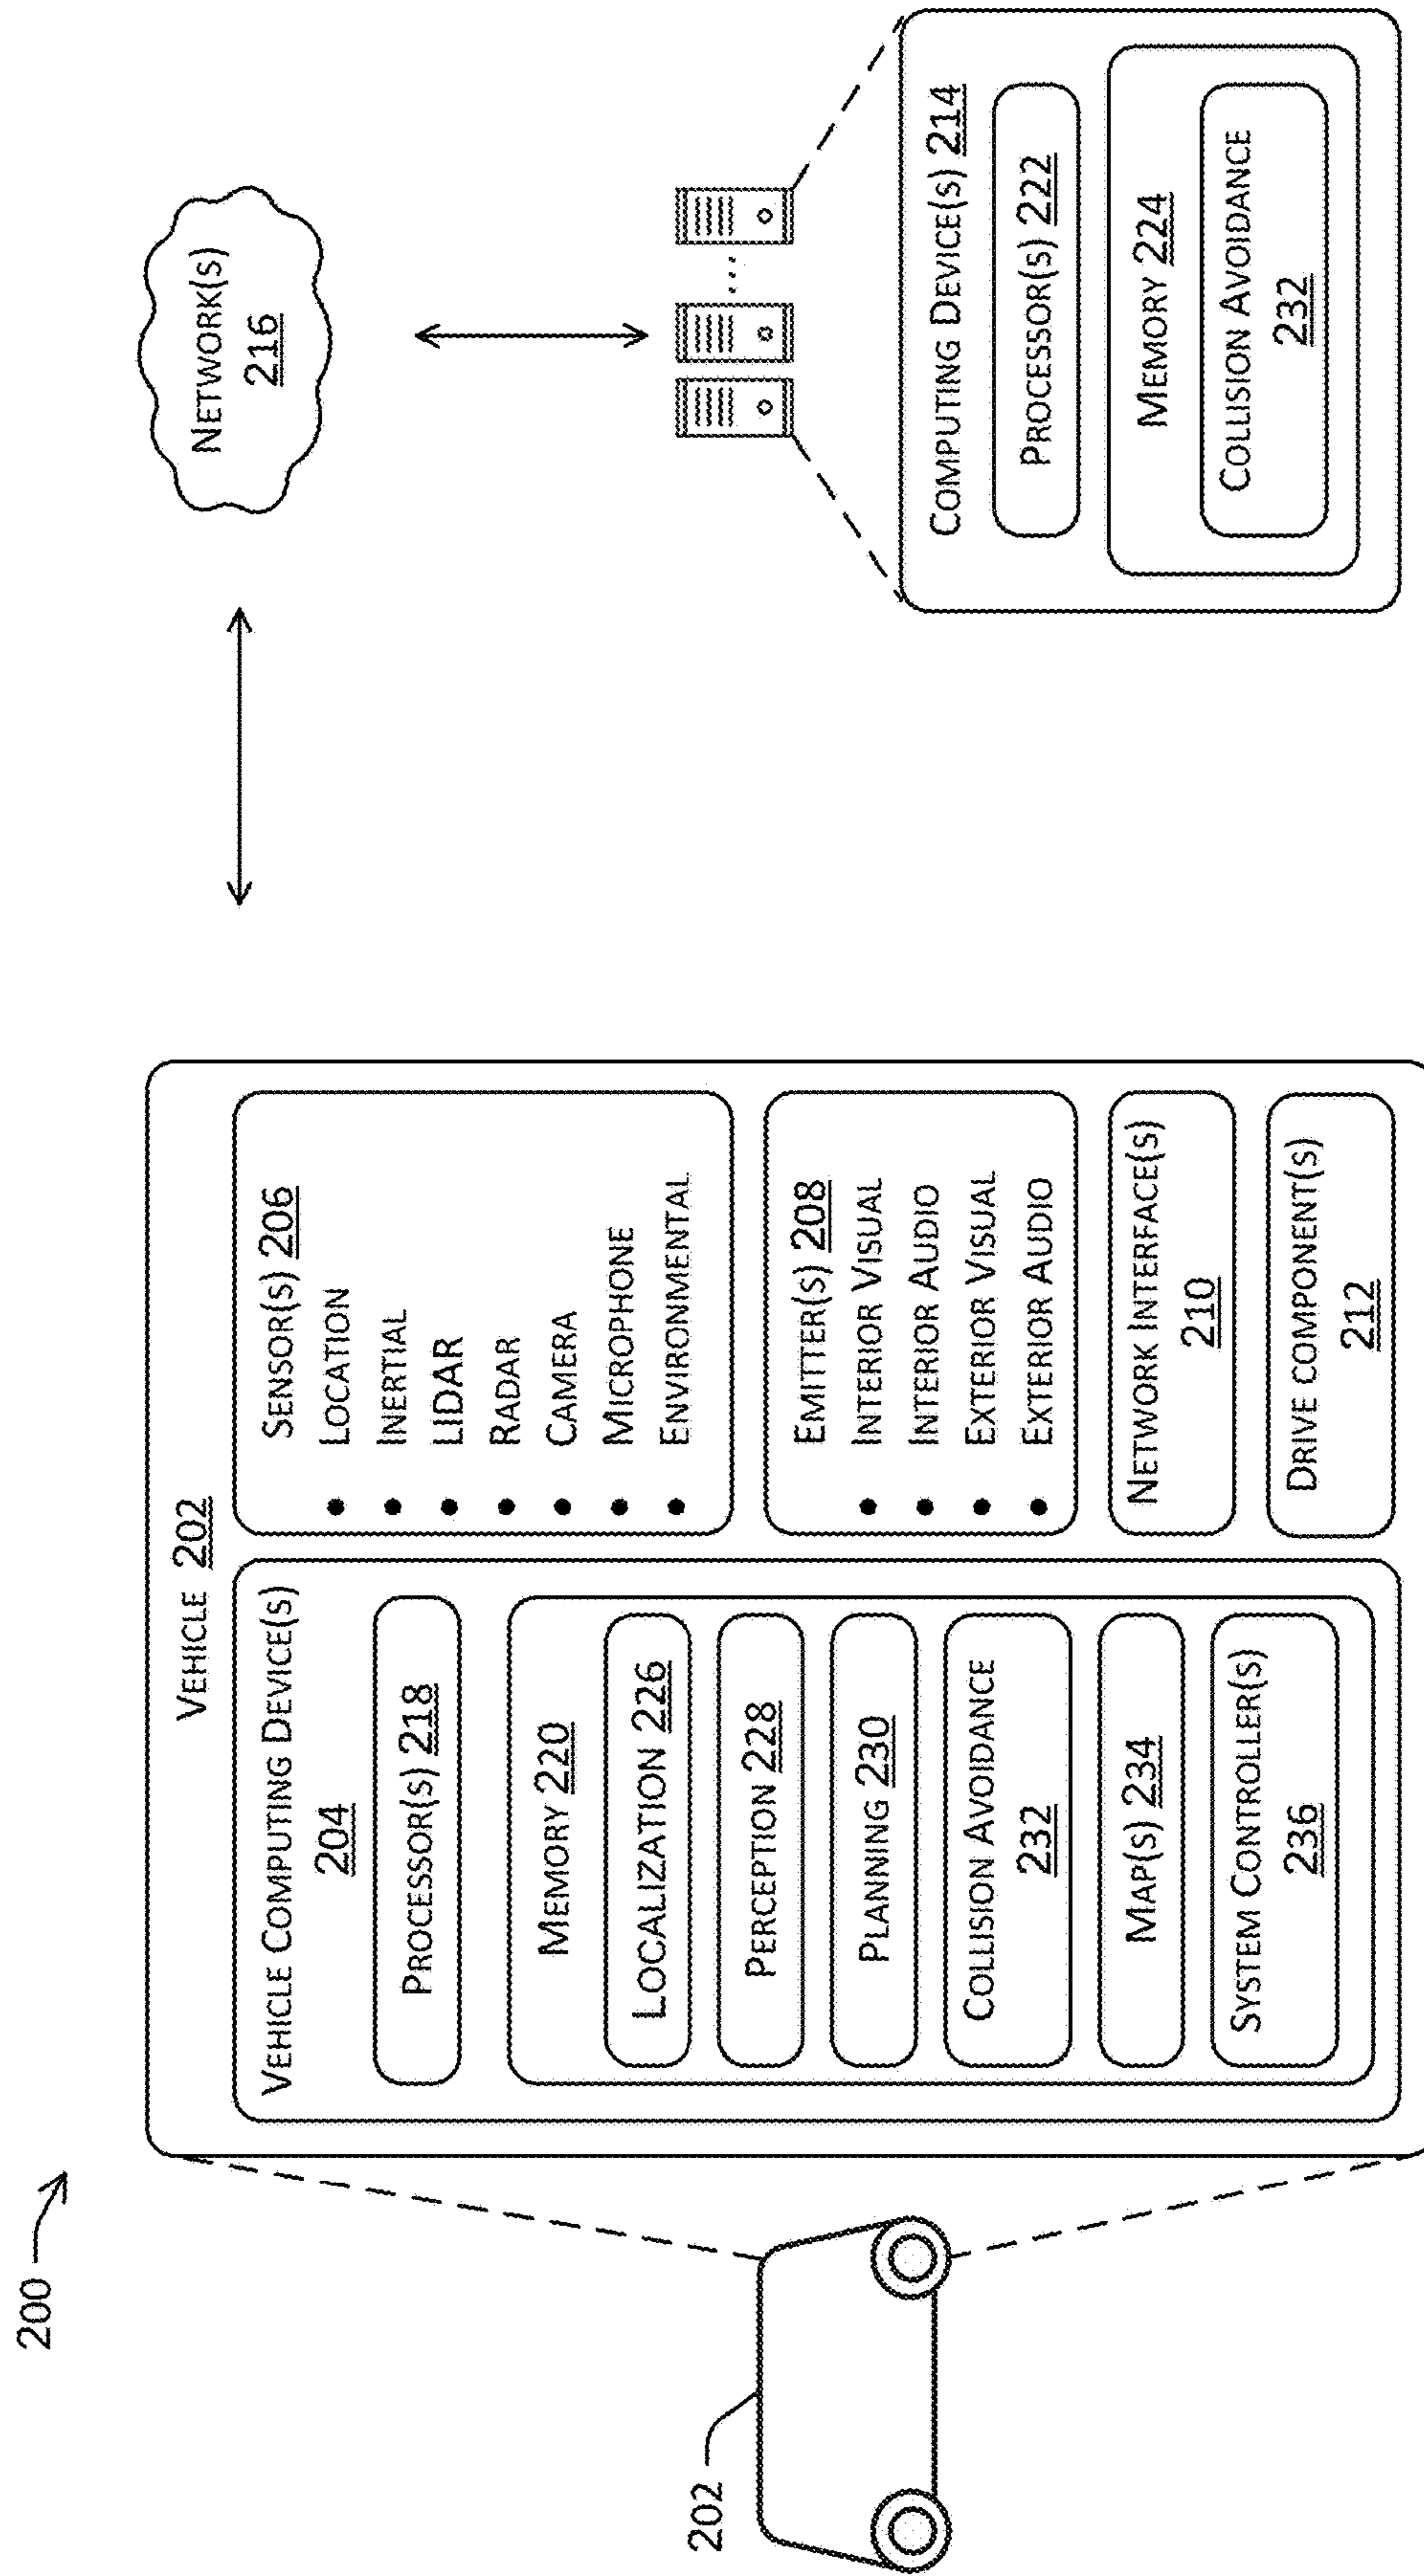 200
202
VEHICLE 202
VEHICLE COMPUTING DEVICE(S)
204
PROCESSOR(S) 218
MEMORY 220
LOCALIZATION 226
PERCEPTION 228
PLANNING 230
COLLISION AVOIDANCE
232
MAP(S) 234
SYSTEM CONTROLLER(S)
236
SENSOR(S) 206
• LOCATION
• INERTIAL
• LIDAR
• RADAR
• CAMERA
• MICROPHONE
• ENVIRONMENTAL
EMITTER(S) 208
• INTERIOR VISUAL
• INTERIOR AUDIO
• EXTERIOR VISUAL
• EXTERIOR AUDIO
NETWORK INTERFACE(S)
210
DRIVE COMPONENT(S)
212
NETWORK(S)
216
...
COMPUTING DEVICE(S) 214
PROCESSOR(S) 222
MEMORY 224
COLLISION AVOIDANCE
232